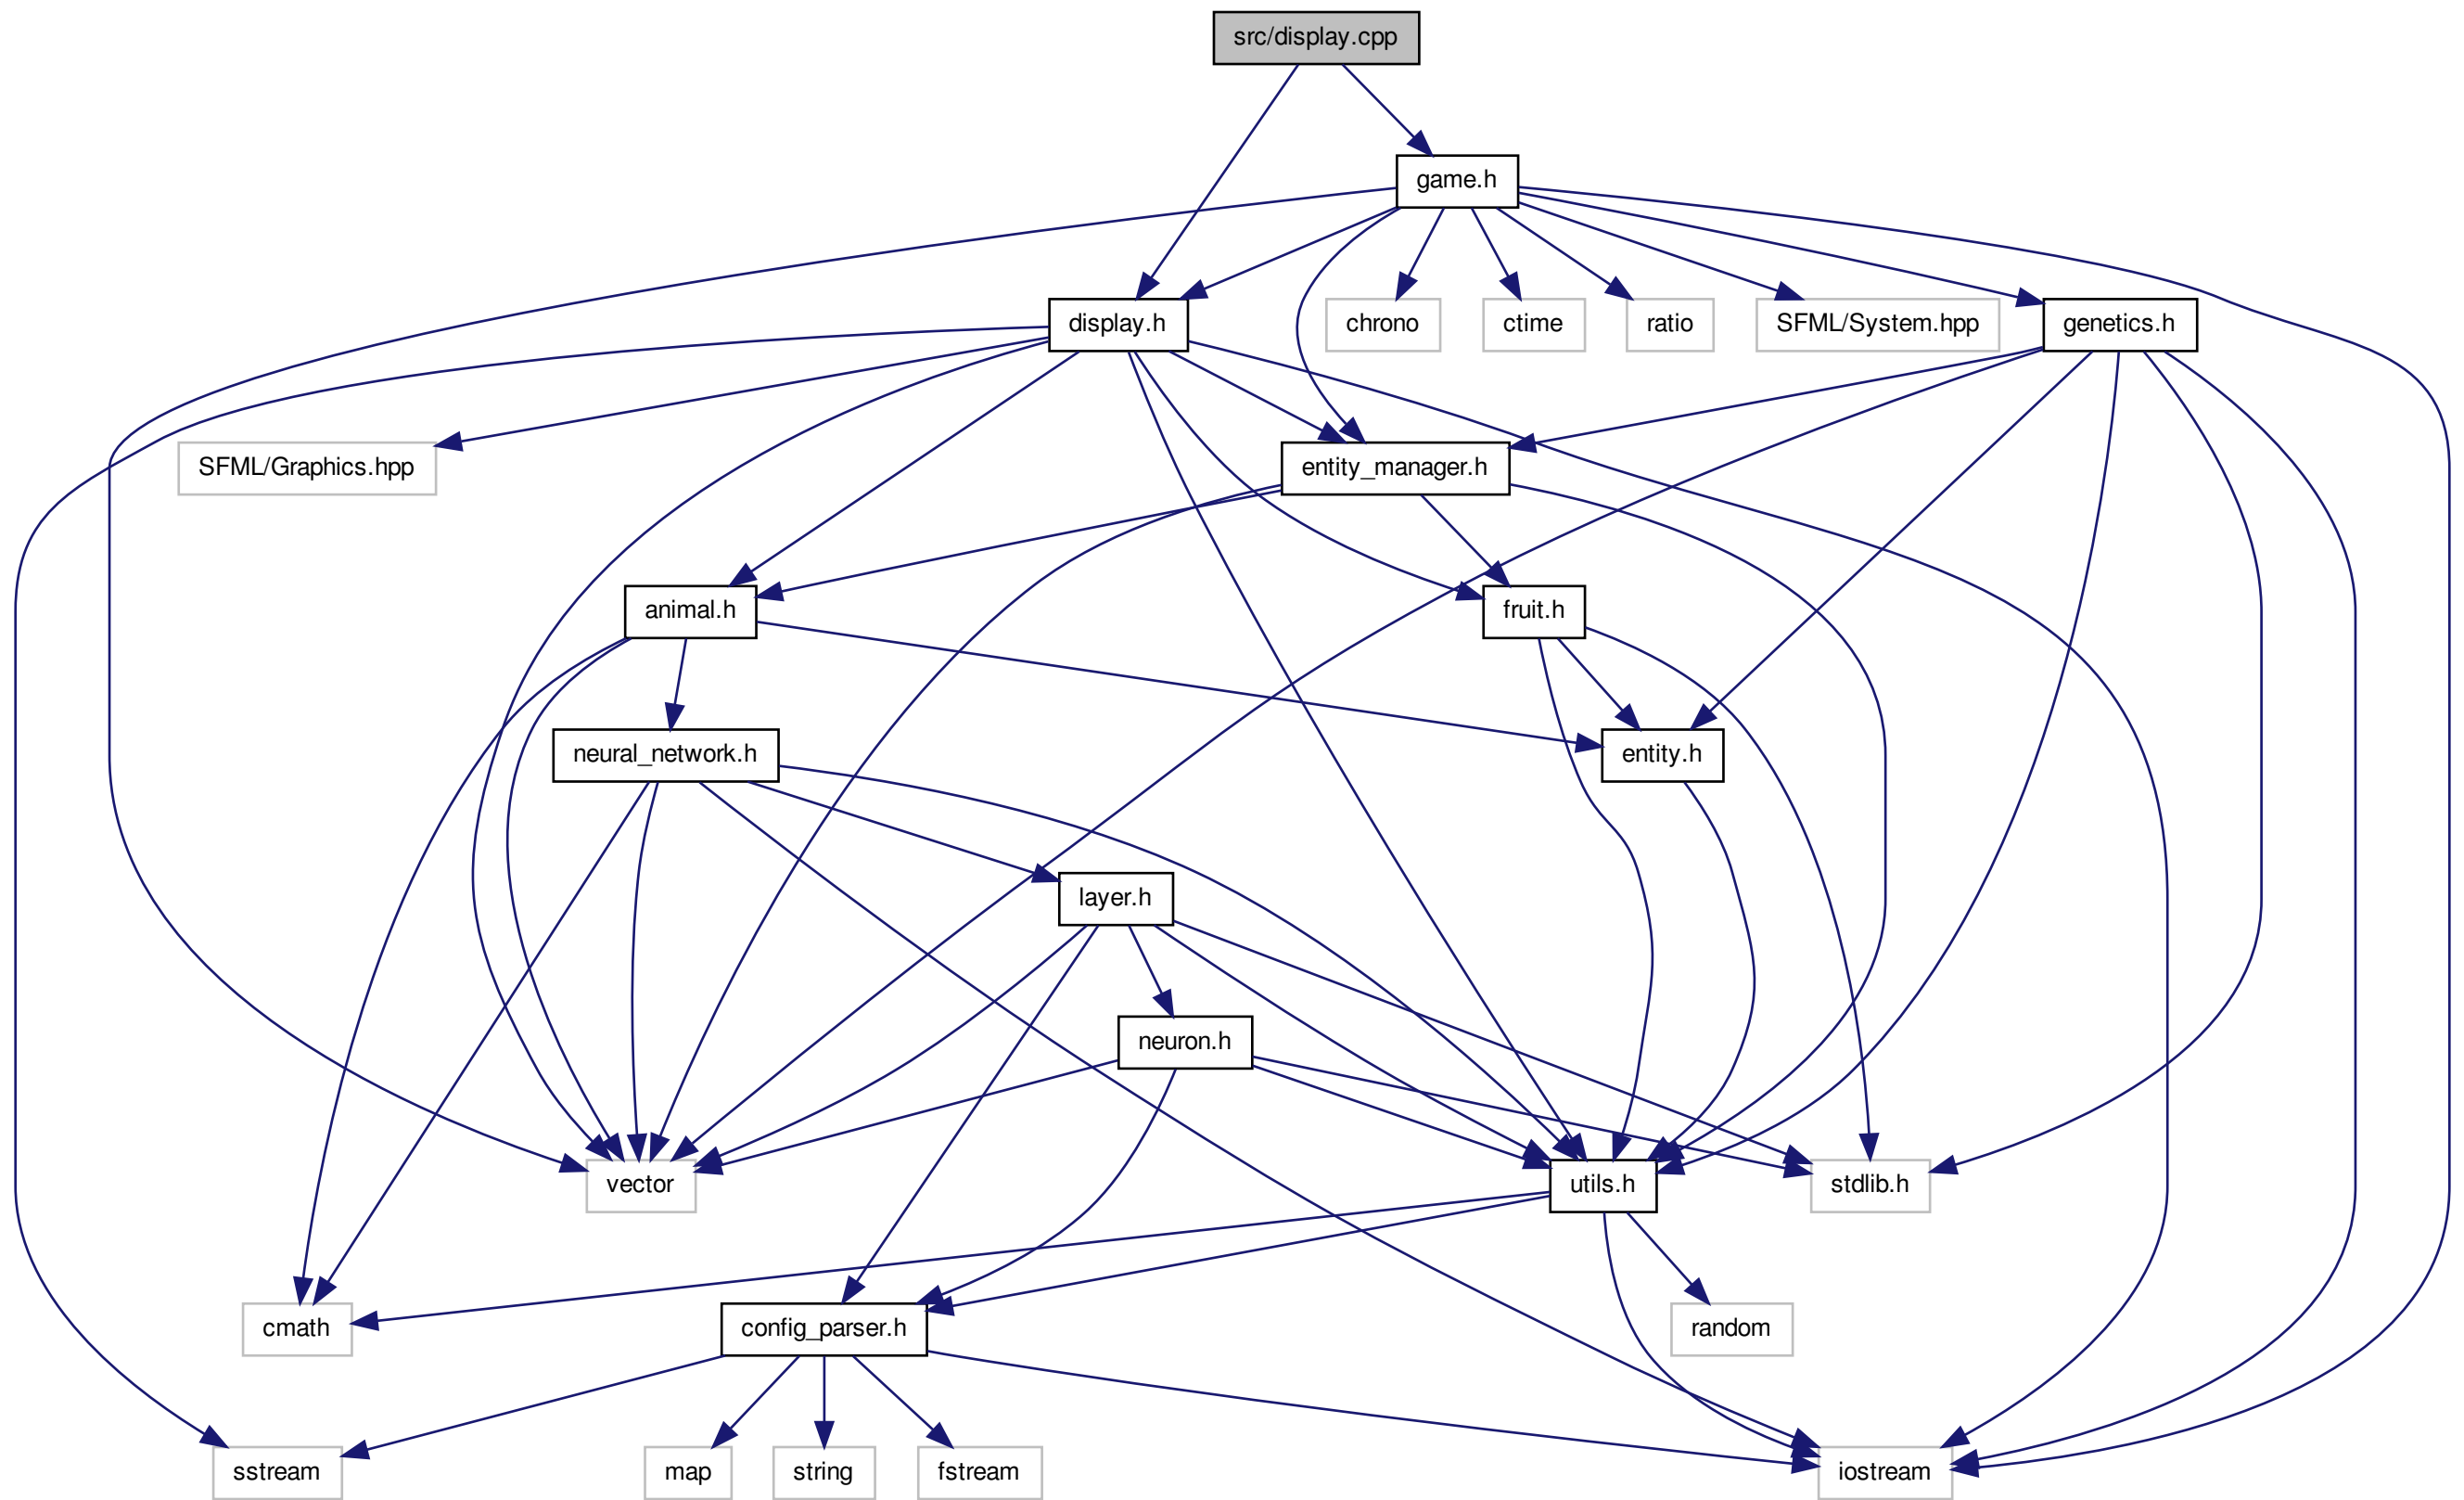 src/display.cpp
game.h
display.h
chrono
ctime
ratio
SFML/System.hpp
genetics.h
SFML/Graphics.hpp
entity_manager.h
animal.h
fruit.h
neural_network.h
entity.h
layer.h
neuron.h
vector
utils.h
stdlib.h
cmath
config_parser.h
random
sstream
map
string
fstream
iostream